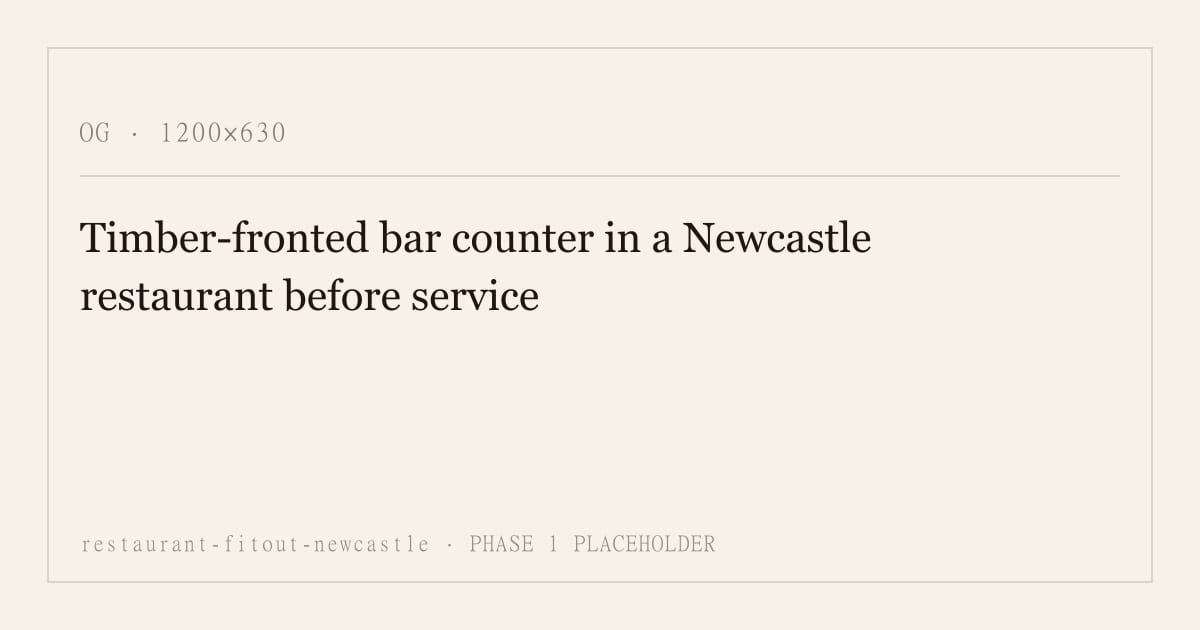 OG · 1200×630
Timber-fronted bar counter in a Newcastle
restaurant before service
restaurant-fitout-newcastle · PHASE 1 PLACEHOLDER